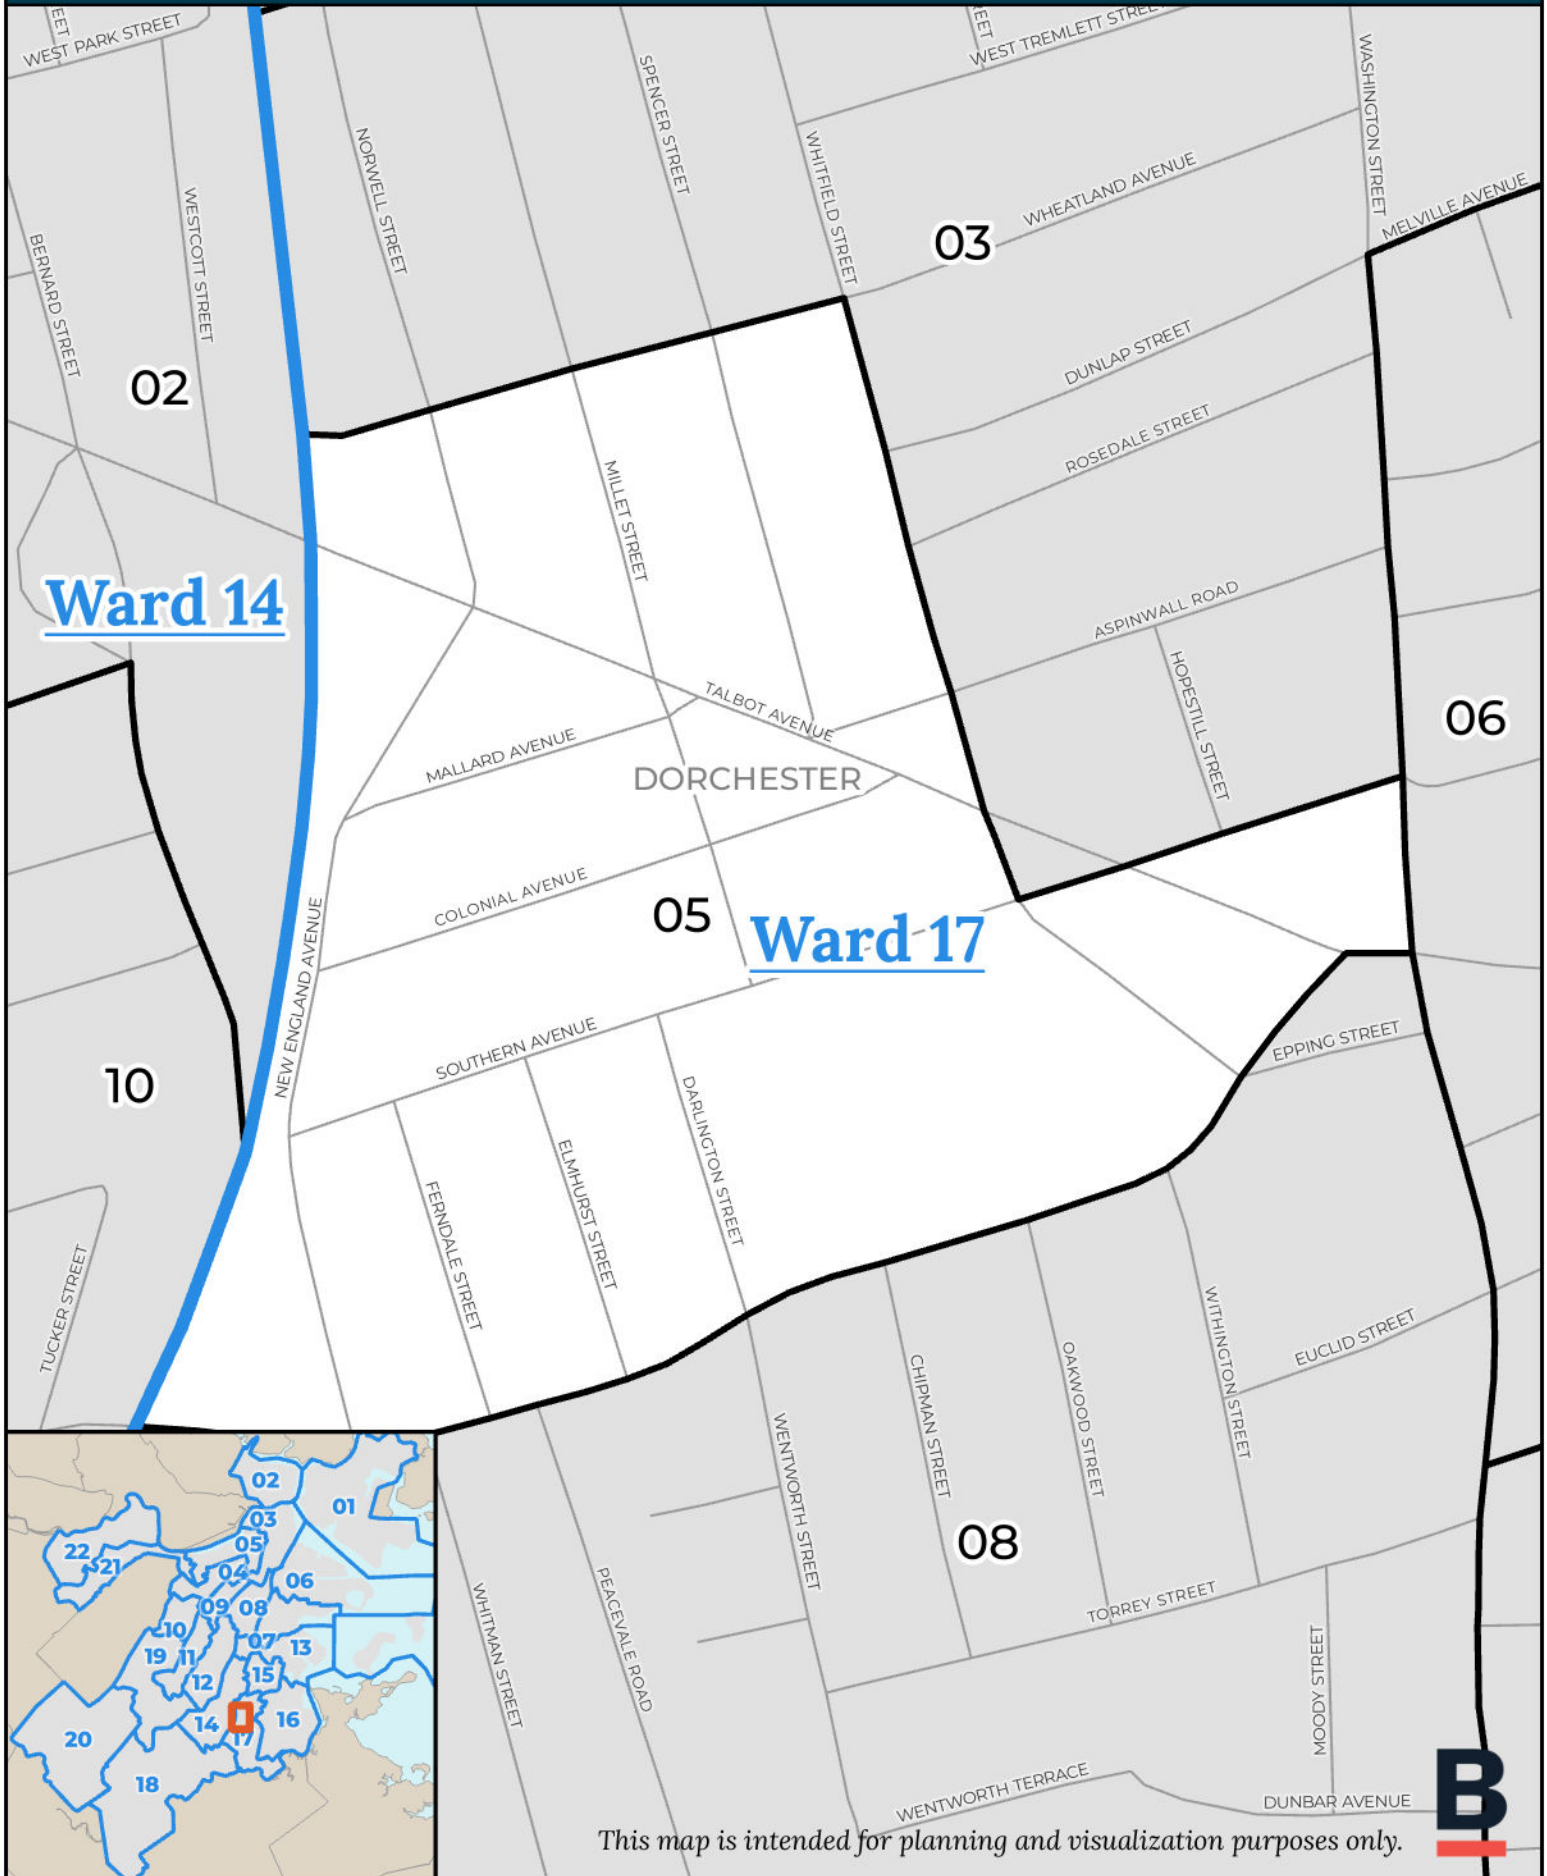 EET
WEST PARK STREET
EET
WEST TREMLETT STREE
WASHINGTON STREET
SPENCER STREET
NORWELL STREET
WHITFIELD STREET
WHEATLAND AVENUE
MELVILLE AVENUE
WESTCOTT STREET
BERNARD STREET
03
02
DUNLAP STREET
ROSEDALE STREET
MILLET STREET
Ward 14
ASPINWALL ROAD
HOPESTILL STREET
06
TALBOT AVENUE
MALLARD AVENUE
DORCHESTER
COLONIAL AVENUE
05
Ward 17
NEW ENGLAND AVENUE
SOUTHERN AVENUE
EPPING STREET
10
DARLINGTON STREET
ELMHURST STREET
FERNDALE STREET
TUCKER STREET
WITHINGTON STREET
EUCLID STREET
OAKWOOD STREET
CHIPMAN STREET
WENTWORTH STREET
08
TORREY STREET
PEACEVALE ROAD
WHITMAN STREET
MOODY STREET
WENTWORTH TERRACE
DUNBAR AVENUE
02
01
03
05
22
21
04
06
09
08
10
07
13
19
11
12
15
14
16
17
20
18
B
This map is intended for planning and visualization purposes only.